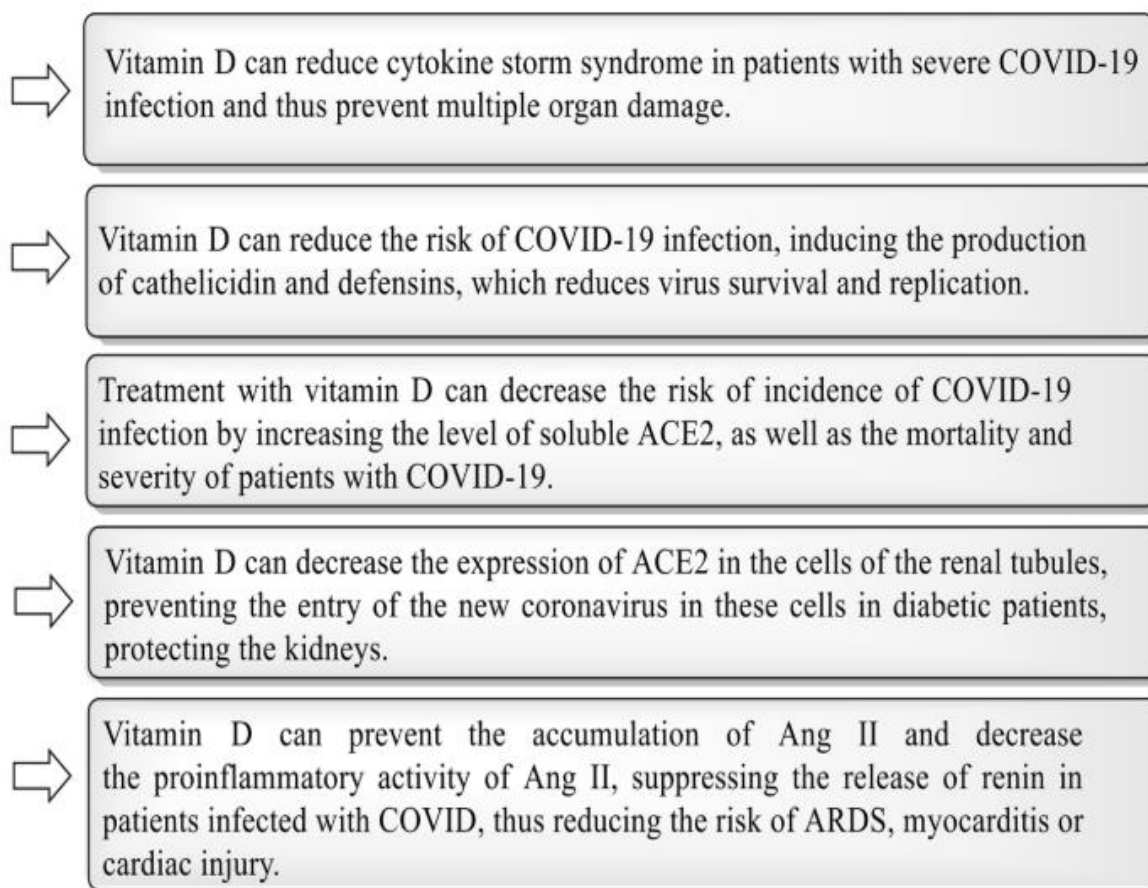 Vitamin D can reduce cytokine storm syndrome in patients with severe COVID-19
infection and thus prevent multiple organ damage.
Vitamin D can reduce the risk of COVID-19 infection, inducing the production
of cathelicidin and defensins, which reduces virus survival and replication.
Treatment with vitamin D can decrease the risk of incidence of COVID-19
infection by increasing the level of soluble ACE2, as well as the mortality and
severity of patients with COVID-19.
Vitamin D can decrease the expression of ACE2 in the cells of the renal tubules,
preventing the entry of the new coronavirus in these cells in diabetic patients,
protecting the kidneys.
Vitamin D can prevent the accumulation of Ang II and decrease
the proinflammatory activity of Ang II, suppressing the release of renin in
patients infected with COVID, thus reducing the risk of ARDS, myocarditis or
cardiac injury.